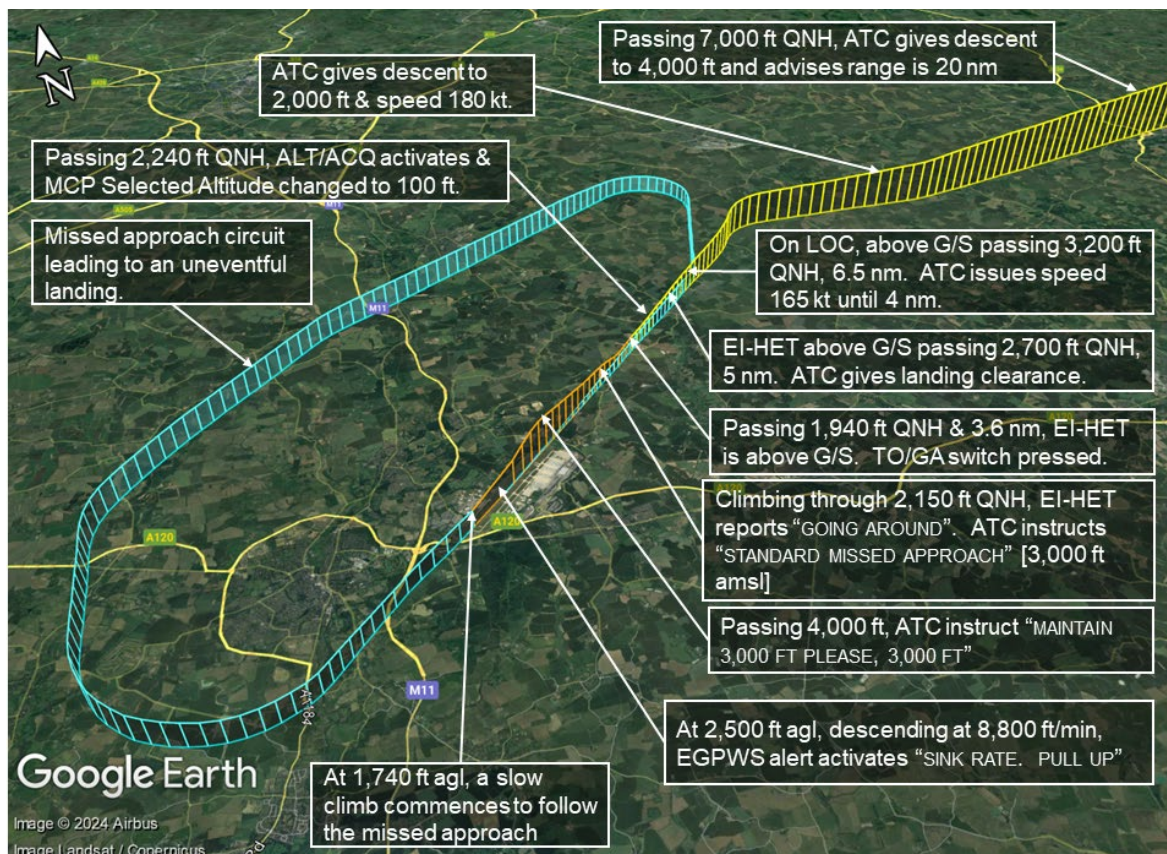 Passing 7,000 ft QNH, ATC gives descent
to 4,000 ft and advises range is 20 nm
ATC gives descent to
2,000 ft & speed 180 kt.
Passing 2,240 ft QNH, ALT/ACQ activates &
MCP Selected Altitude changed to 100 ft.
Missed approach circuit
leading to an uneventful
landing.
On LOC, above G/S passing 3,200 ft
QNH, 6.5 nm. ATC issues speed
165 kt until 4 nm.
EI-HET above G/S passing 2,700 ft QNH,
5 nm. ATC gives landing clearance.
Passing 1,940 ft QNH & 3.6 nm, EI-HET
is above G/S. TO/GA switch pressed.
Climbing through 2,150 ft QNH, EI-HET
reports “GOING AROUND”. ATC instructs
“STANDARD MISSED APPROACH” [3,000 ft
amsl]
Passing 4,000 ft, ATC instruct “MAINTAIN
3,000 FT PLEASE, 3,000 FT”
At 2,500 ft agl, descending at 8,800 ft/min,
EGPWS alert activates “SINK RATE. PULL UP”
At 1,740 ft agl, a slow
climb commences to follow
the missed approach
N
M11
M11
M11
A120
A120
A120
A120
A1184
Google Earth
Image © 2024 Airbus
Image Landsat / Copernicus